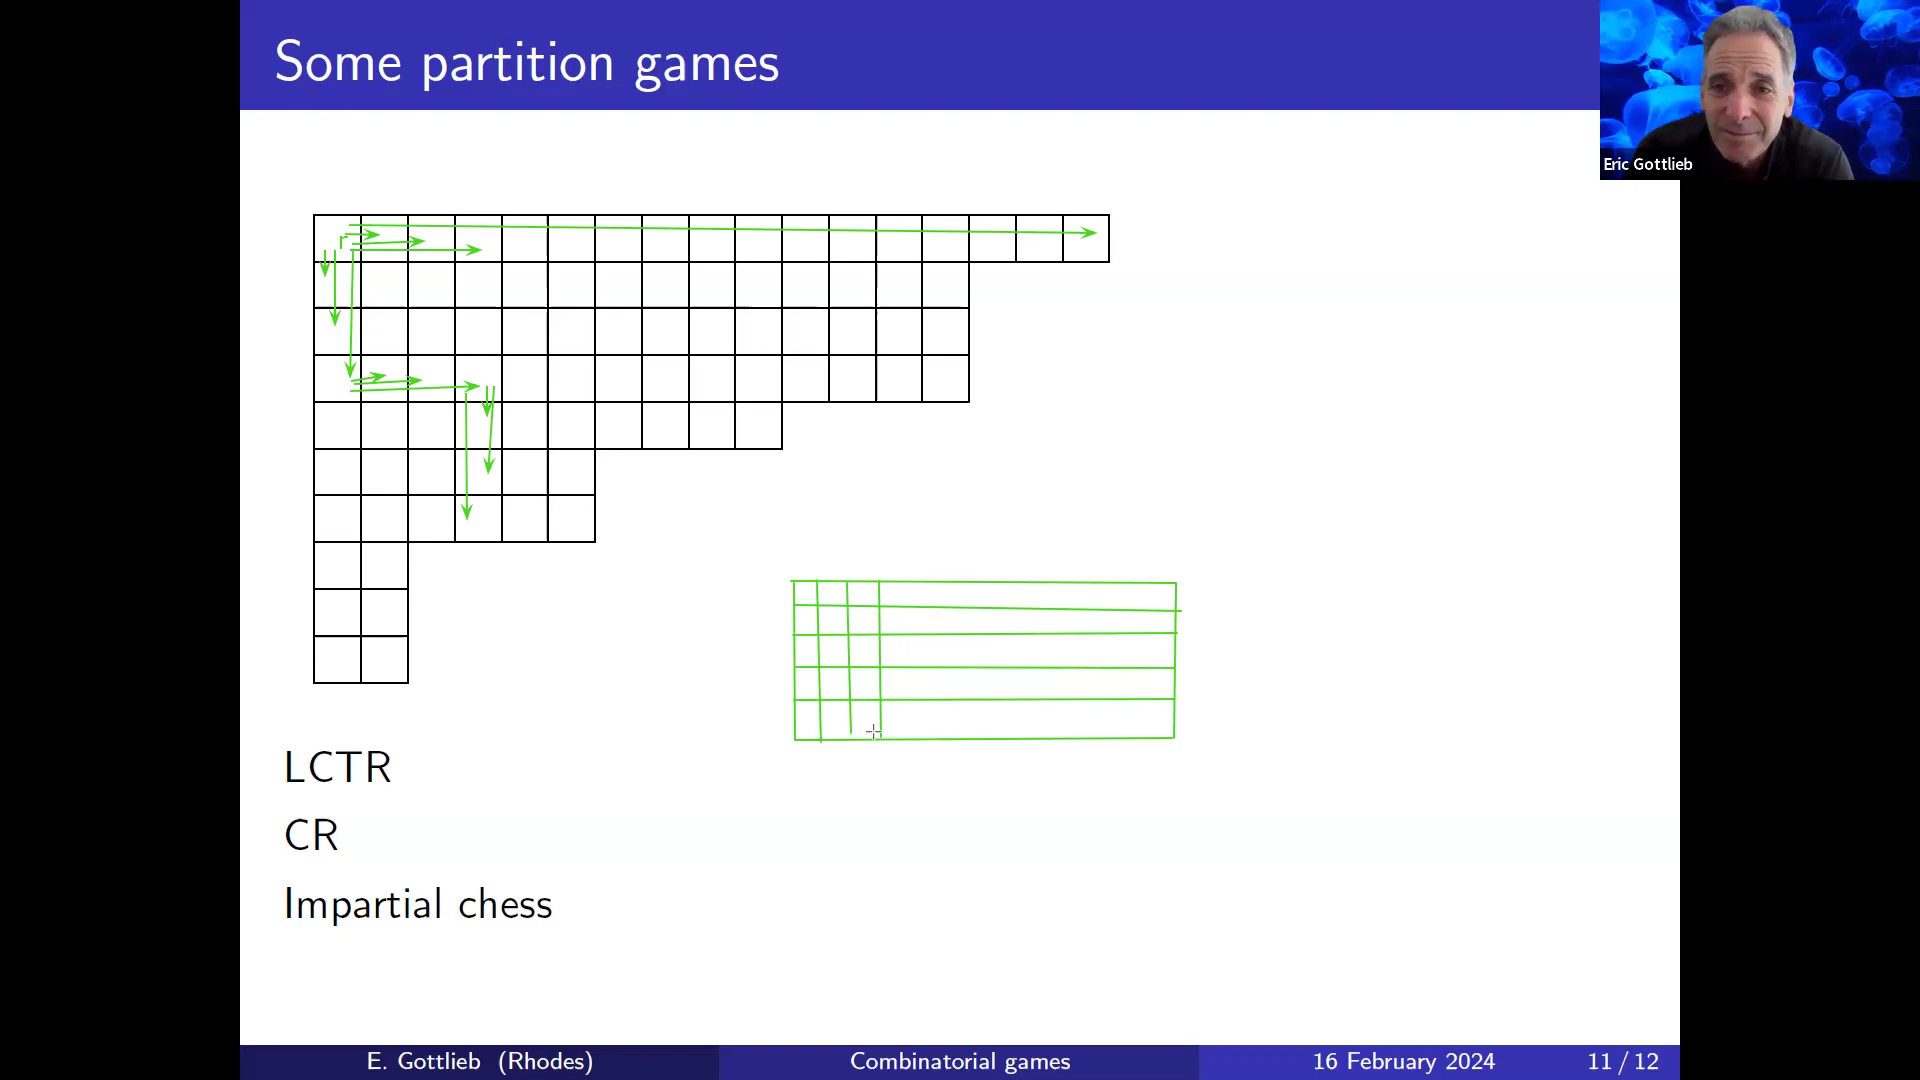 Some partition games
Eric Gottlieb
r
LCTR
CR
Impartial chess
E. Gottlieb (Rhodes)
Combinatorial games
16 February 2024
11 / 12